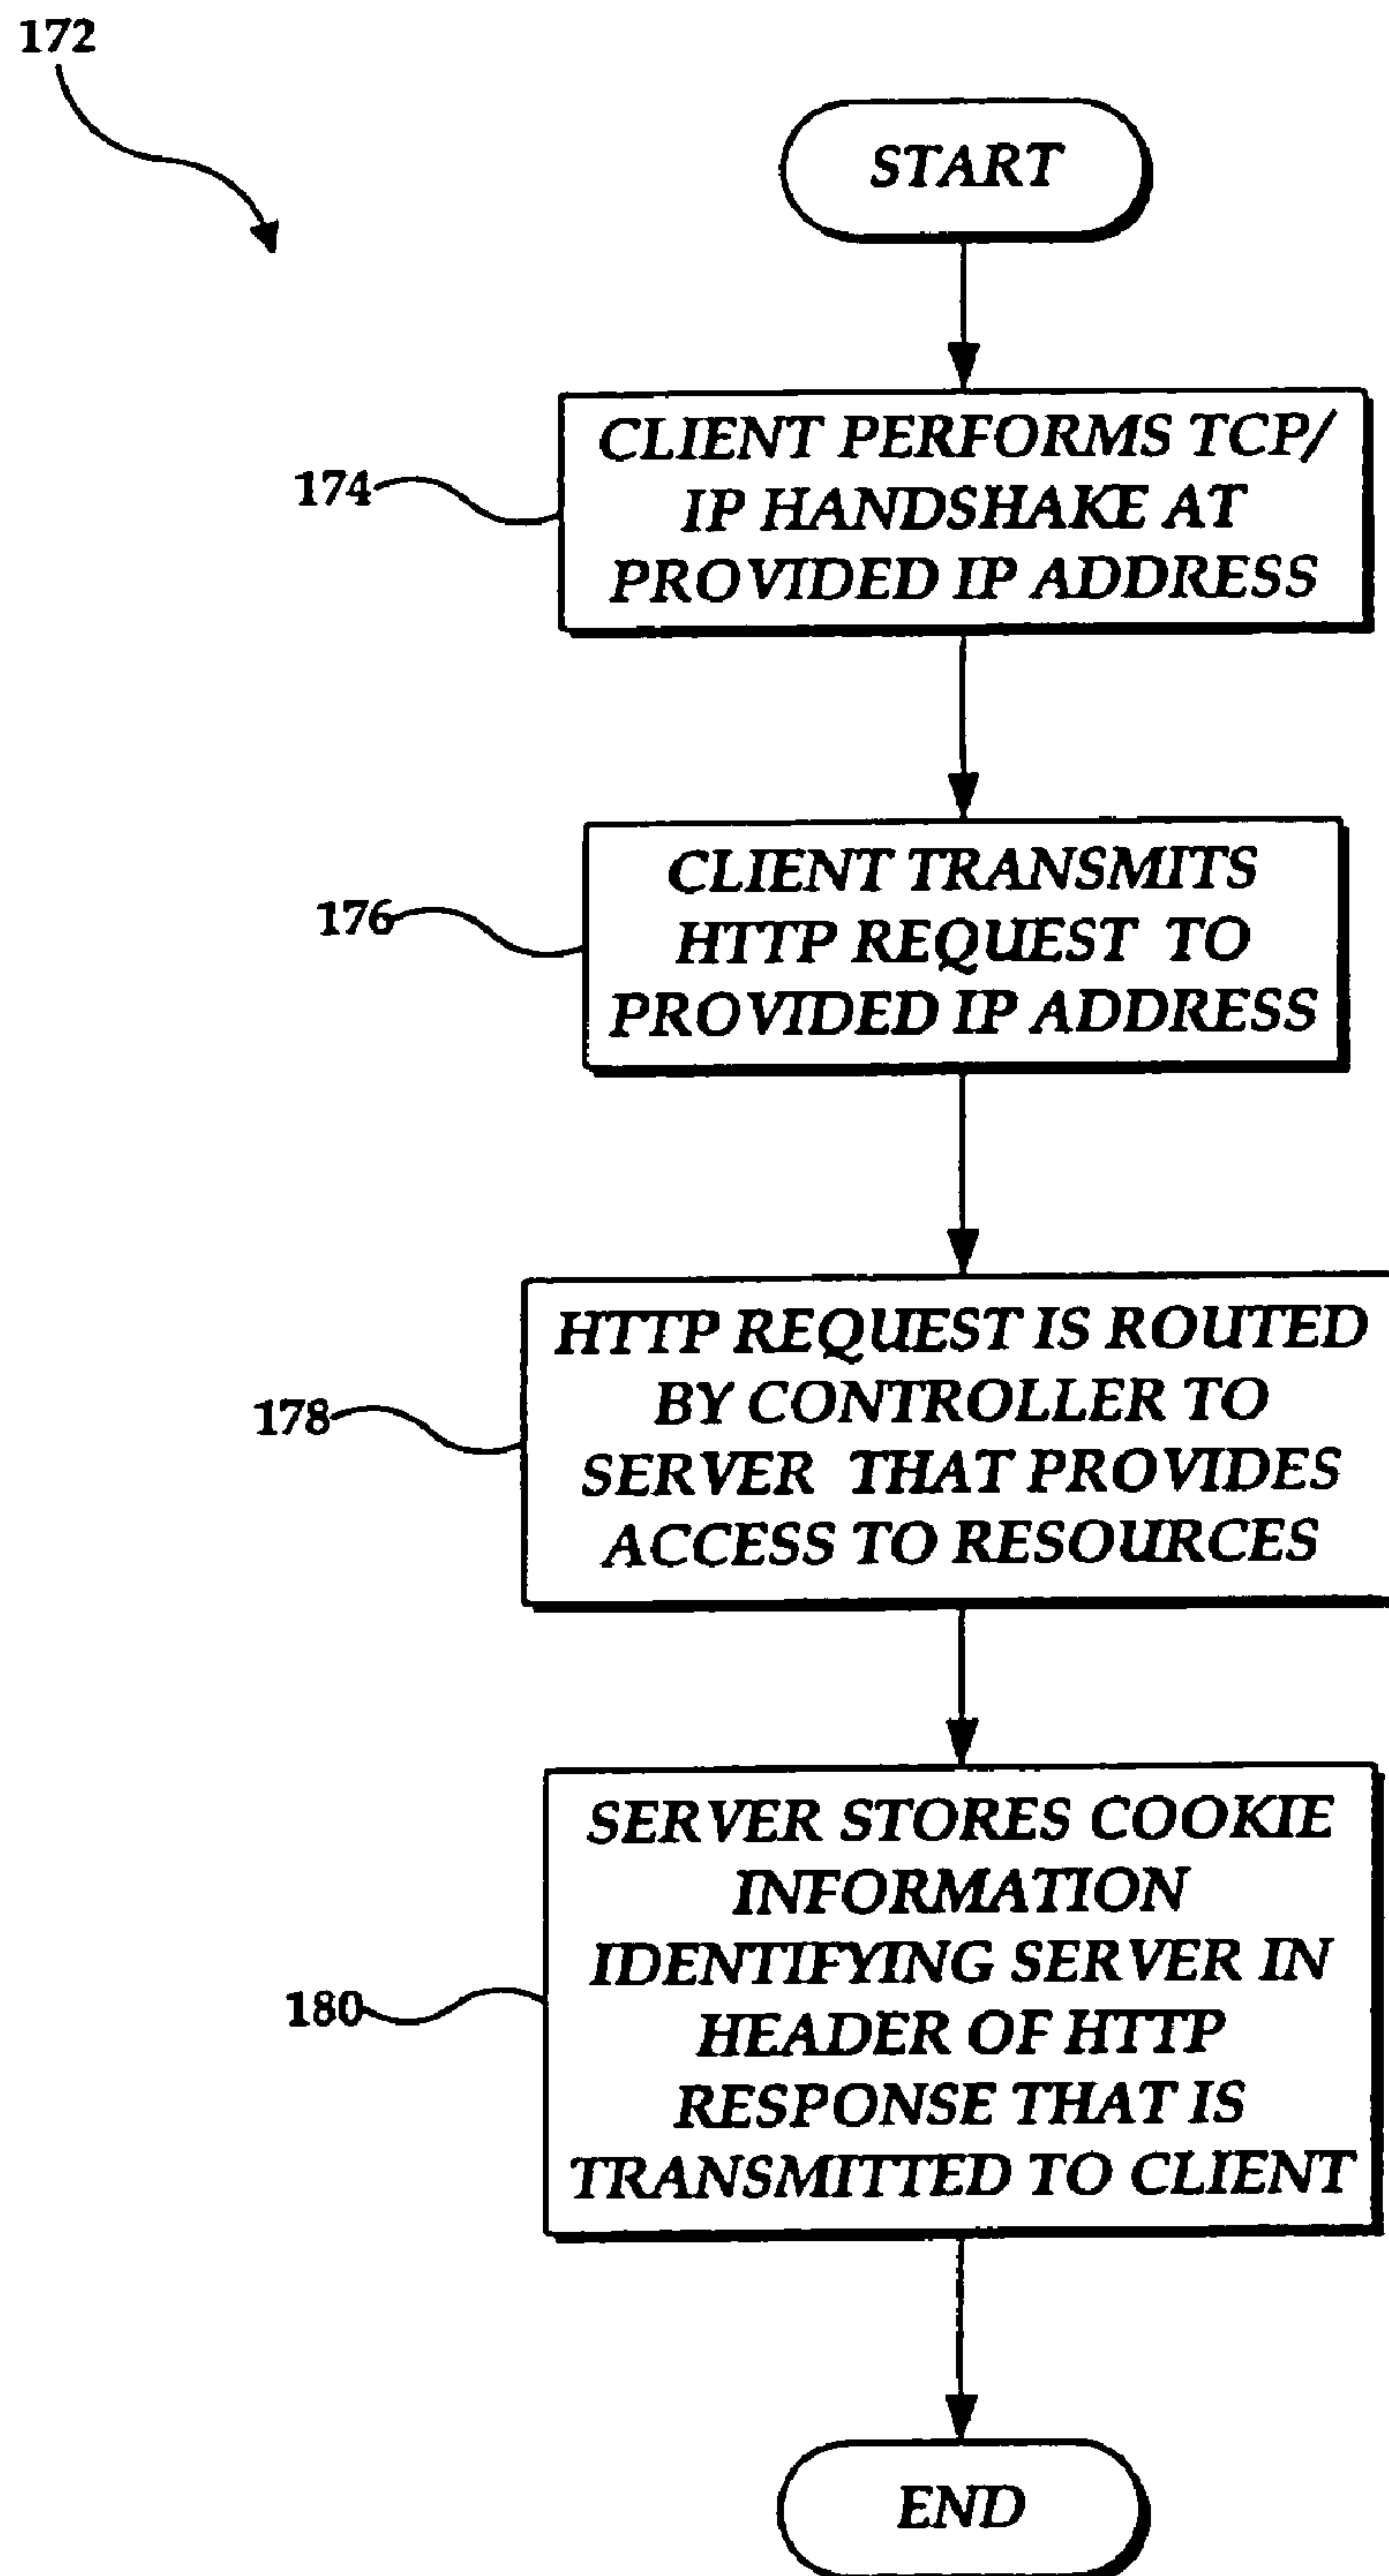 172
START
174
CLIENT PERFORMS TCP/
IP HANDSHAKE AT
PROVIDED IP ADDRESS
176
CLIENT TRANSMITS
HTTP REQUEST TO
PROVIDED IP ADDRESS
178
HTTP REQUEST IS ROUTED
BY CONTROLLER TO
SERVER THAT PROVIDES
ACCESS TO RESOURCES
180
SERVER STORES COOKIE
INFORMATION
IDENTIFYING SERVER IN
HEADER OF HTTP
RESPONSE THAT IS
TRANSMITTED TO CLIENT
END